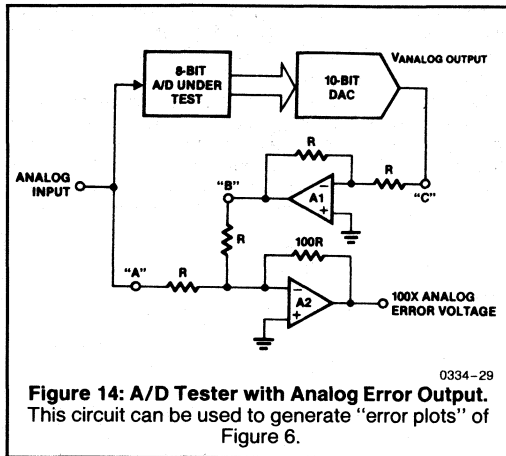 8-BIT
A/D UNDER
TEST
10-BIT
DAC
VANALOG OUTPUT
ANALOG
INPUT
R
R
"B"
A1
-
+
"C"
R
100R
"A"
R
A2
-
+
100X ANALOG
ERROR VOLTAGE
0334-29
Figure 14: A/D Tester with Analog Error Output.
This circuit can be used to generate "error plots" of
Figure 6.